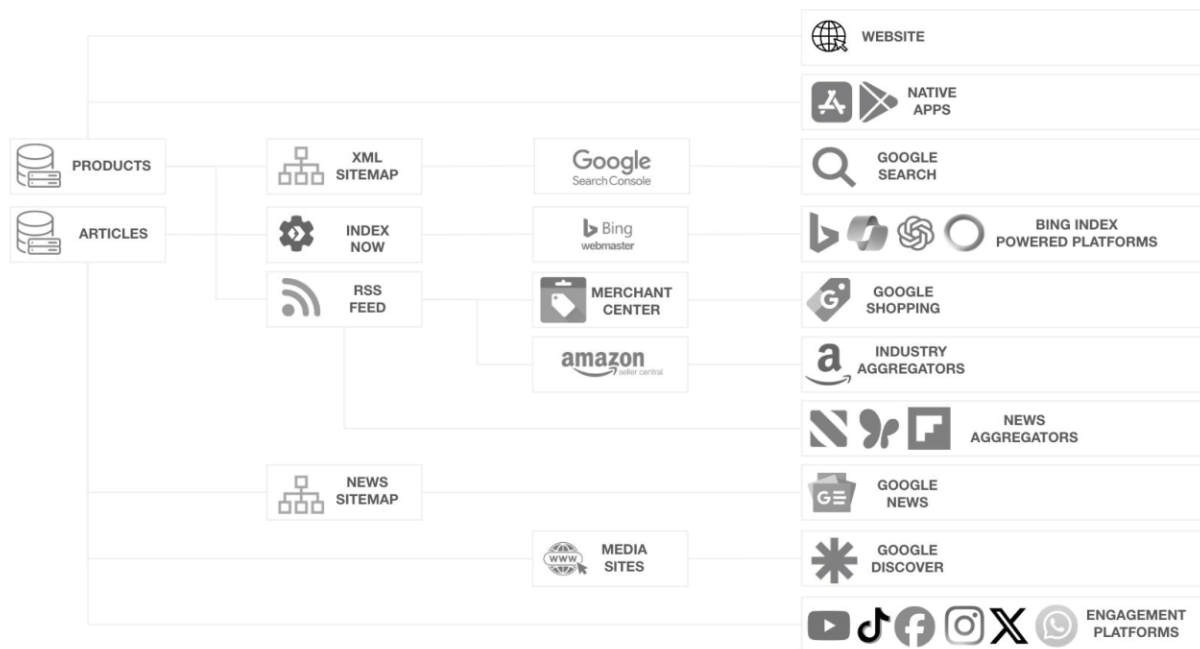 WEBSITE
NATIVE
APPS
PRODUCTS
XML
SITEMAP
Google
Search Console
GOOGLE
SEARCH
ARTICLES
INDEX
NOW
Bing
webmaster
BING INDEX
POWERED PLATFORMS
RSS
FEED
MERCHANT
CENTER
G
GOOGLE
SHOPPING
amazon
seller central
a
INDUSTRY
AGGREGATORS
NEWS
AGGREGATORS
NEWS
SITEMAP
G
GOOGLE
NEWS
WWW
MEDIA
SITES
GOOGLE
DISCOVER
ENGAGEMENT
PLATFORMS